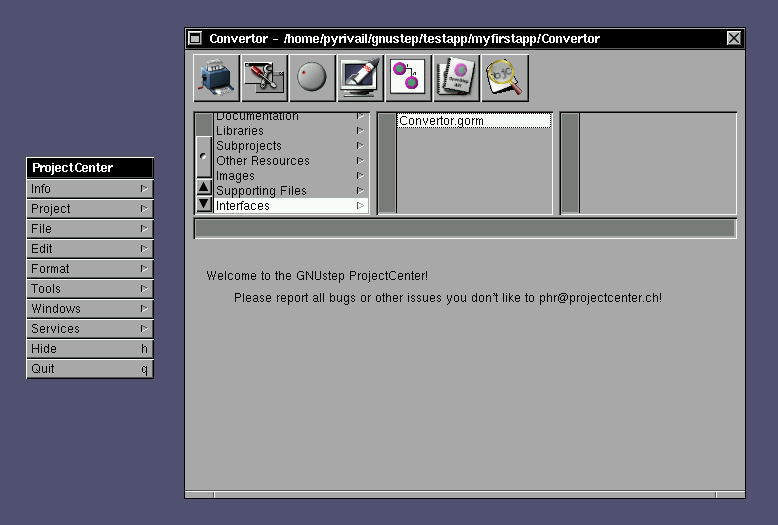 Convertor - /home/pyrivail/gnustep/testapp/myfirstapp/Convertor
Documentation
Libraries
Subprojects
Other Resources
Images
Supporting Files
Interfaces
Convertor.gorm
ProjectCenter
Info
Project
File
Edit
Format
Tools
Windows
Services
Hide h
Quit q
Welcome to the GNUstep ProjectCenter!
Please report all bugs or other issues you don't like to phr@projectcenter.ch!